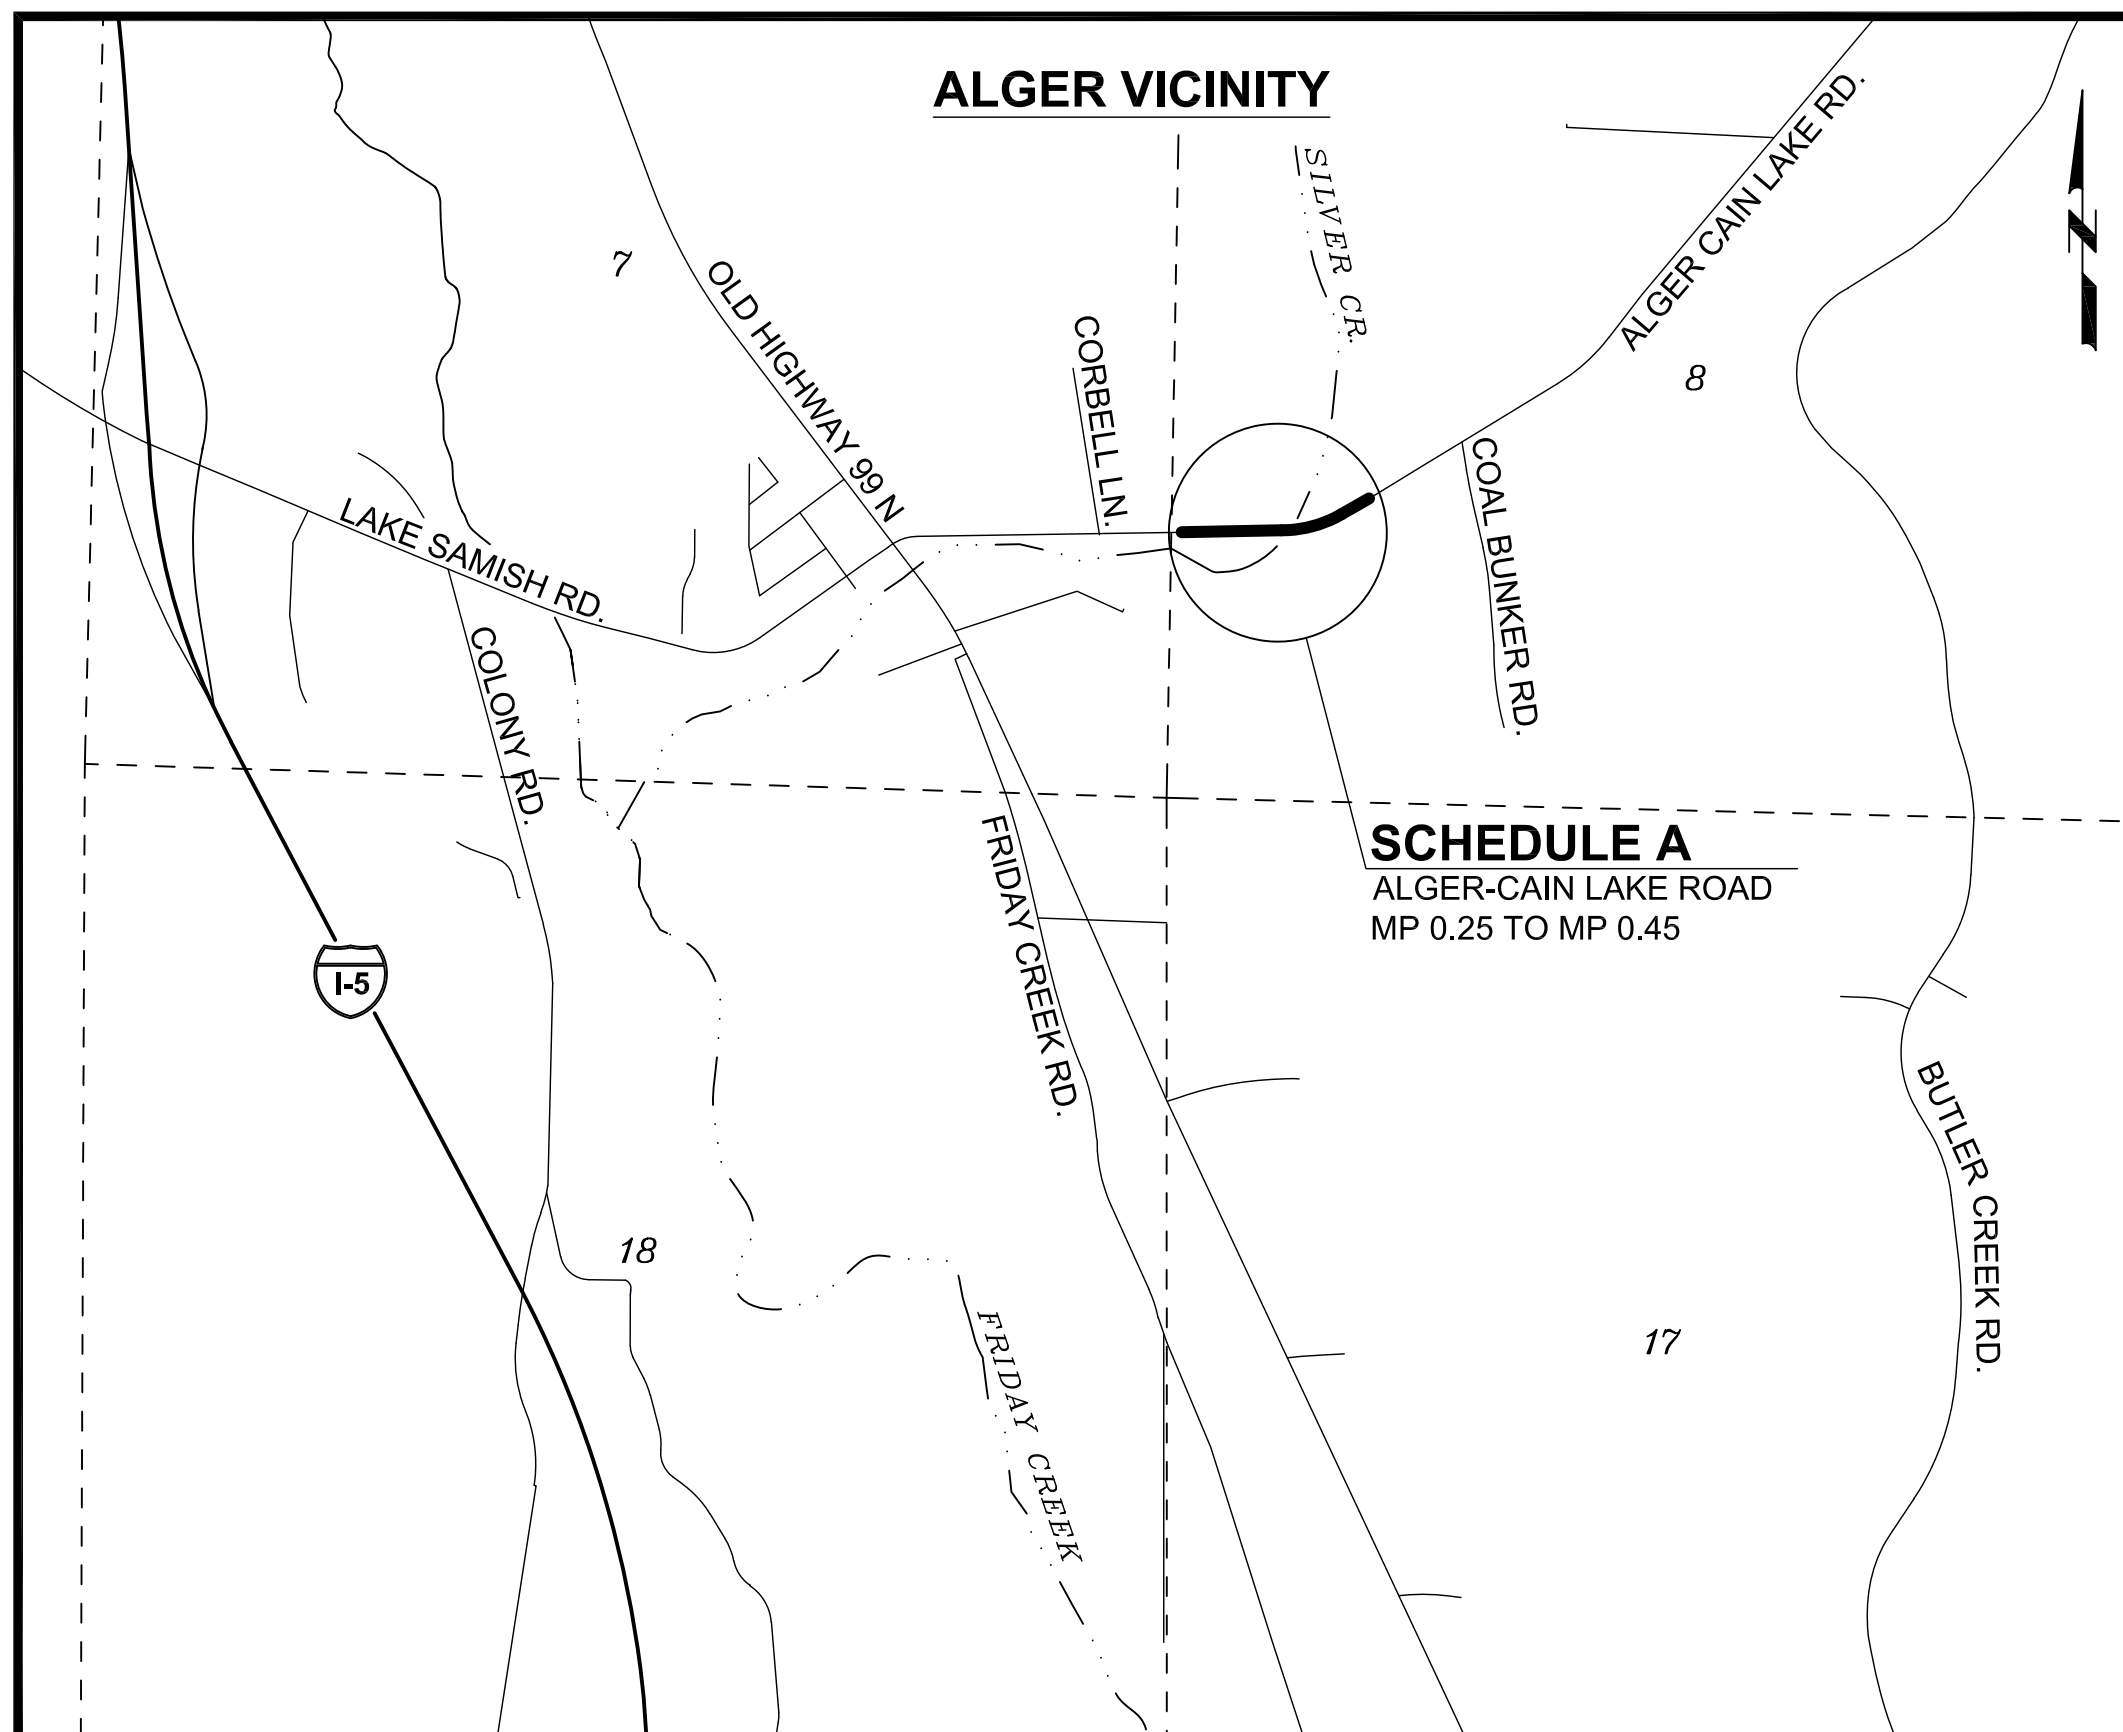 ALGER VICINITY
SILVER CR.
ALGER CAIN LAKE RD.
N
7
OLD HIGHWAY 99 N
CORBELL LN.
8
COAL BUNKER RD.
LAKE SAMISH RD.
COLONY RD.
FRIDAY CREEK RD.
SCHEDULE A
ALGER-CAIN LAKE ROAD
MP 0.25 TO MP 0.45
I-5
BUTLER CREEK RD.
18
17
FRIDAY CREEK